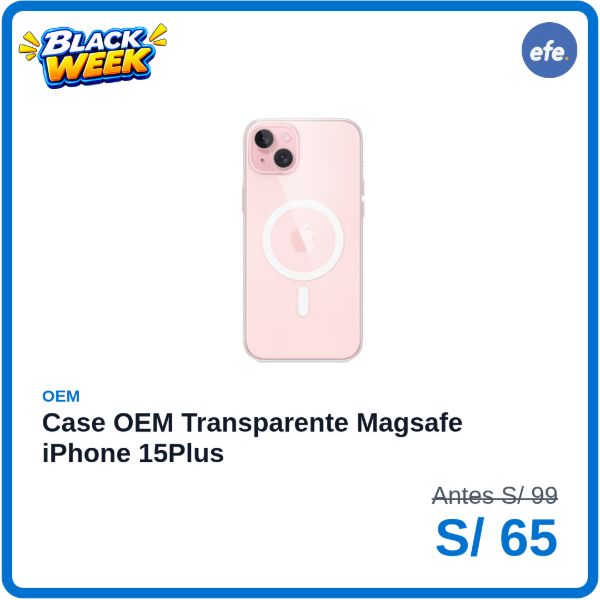 BLACK
WEEK
efe.
OEM
Case OEM Transparente Magsafe
iPhone 15Plus
Antes S/ 99
S/ 65